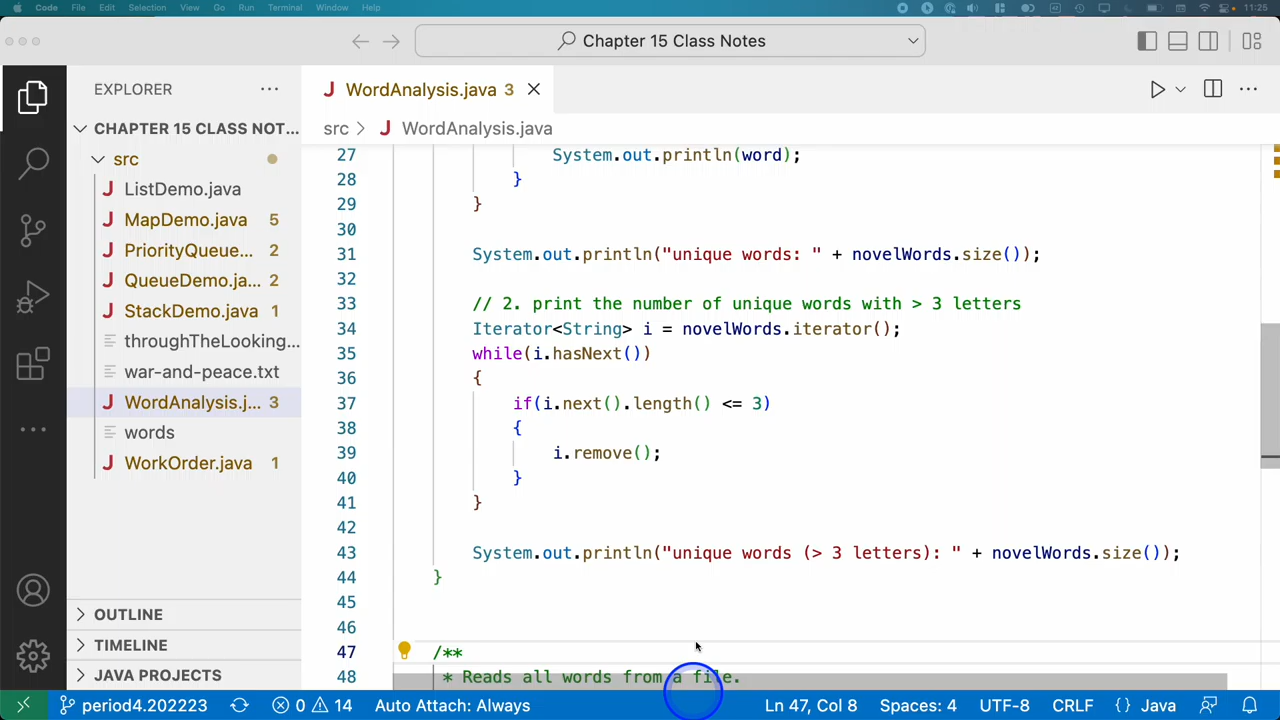 Code File Edit Selection View Go Run Terminal Window Help 11:25
Chapter 15 Class Notes
EXPLORER
CHAPTER 15 CLASS NOT...
src
ListDemo.java
MapDemo.java 5
PriorityQueue... 2
QueueDemo.ja... 2
StackDemo.java 1
throughTheLooking...
war-and-peace.txt
WordAnalysis.j... 3
words
WorkOrder.java 1
OUTLINE
TIMELINE
JAVA PROJECTS
WordAnalysis.java 3
src > WordAnalysis.java
27 System.out.println(word);
28 }
29 }
30
31 System.out.println("unique words: " + novelWords.size());
32
33 // 2. print the number of unique words with > 3 letters
34 Iterator<String> i = novelWords.iterator();
35 while(i.hasNext())
36 {
37 if(i.next().length() <= 3)
38 {
39 i.remove();
40 }
41 }
42
43 System.out.println("unique words (> 3 letters): " + novelWords.size());
44 }
45
46
47 /**
48 * Reads all words from a file.
period4.202223 0 14 Auto Attach: Always Ln 47, Col 8 Spaces: 4 UTF-8 CRLF {} Java